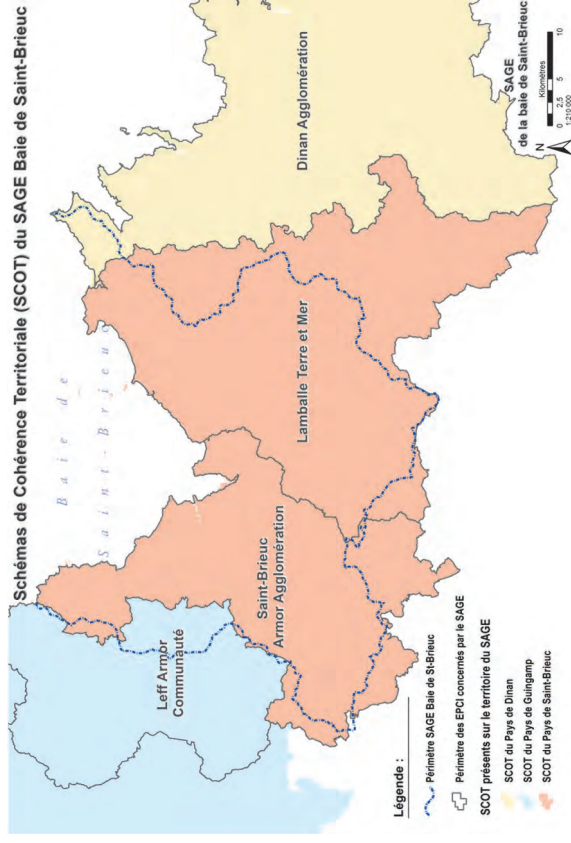 Schémas de Cohérence Territoriale (SCOT) du SAGE Baie de Saint-Brieuc
Baie de
Saint-Brieuc
Leff Armor
Communauté
Saint-Brieuc
Armor Agglomération
Lamballe Terre et Mer
Dinan Agglomération
Légende :
Périmètre SAGE Baie de St-Brieuc
Périmètre des EPCI concernés par le SAGE
SCOT présents sur le territoire du SAGE
SCOT du Pays de Dinan
SCOT du Pays de Guingamp
SCOT du Pays de Saint-Brieuc
SAGE
de la baie de Saint-Brieuc
N
Kilomètres
0 2,5 5 10
1:210 000